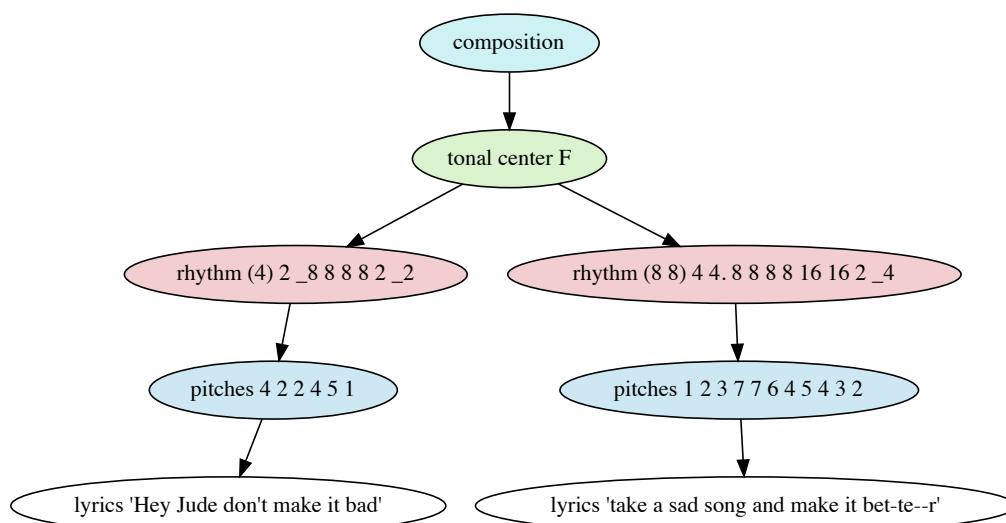 composition
tonal center F
rhythm (4) 2 _8 8 8 8 2 _2
rhythm (8 8) 4 4. 8 8 8 8 16 16 2 _4
pitches 4 2 2 4 5 1
pitches 1 2 3 7 7 6 4 5 4 3 2
lyrics 'Hey Jude don't make it bad'
lyrics 'take a sad song and make it bet-te--r'